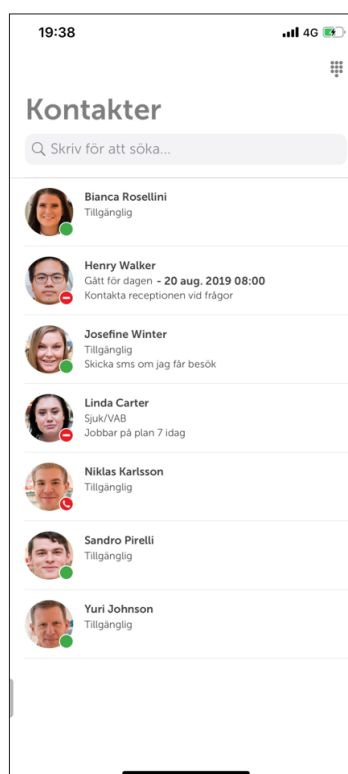 19:38
4G
Kontakter
Skriv för att söka...
Bianca Rosellini
Tillgänglig
Henry Walker
Gått för dagen - 20 aug. 2019 08:00
Kontakta receptionen vid frågor
Josefine Winter
Tillgänglig
Skicka sms om jag får besök
Linda Carter
Sjuk/VAB
Jobbar på plan 7 idag
Niklas Karlsson
Tillgänglig
Sandro Pirelli
Tillgänglig
Yuri Johnson
Tillgänglig